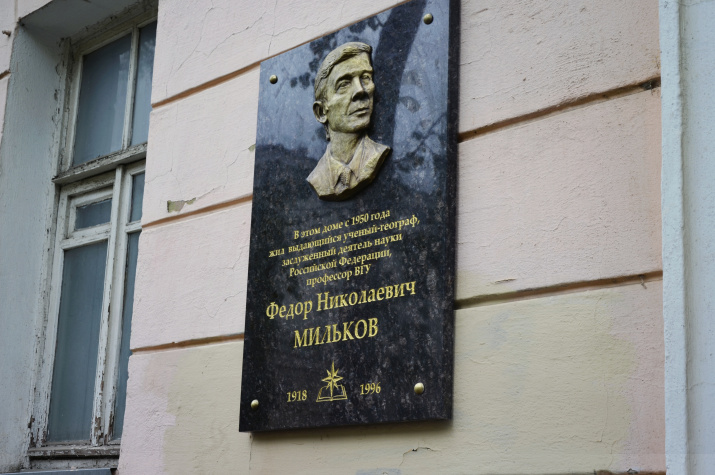 В этом доме с 1950 года
жил выдающийся ученый-географ,
заслуженный деятель науки
Российской Федерации,
профессор ВГУ
Федор Николаевич
МИЛЬКОВ
1918 1996